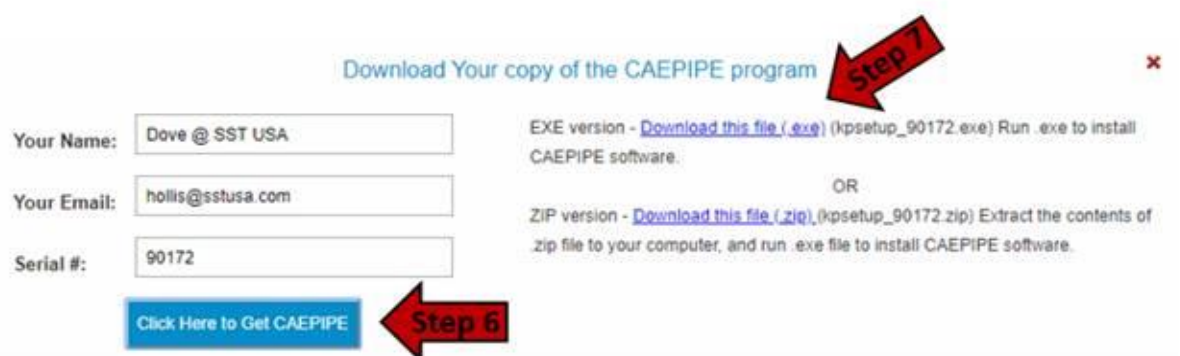 Download Your copy of the CAEPIPE program
Step 7
Your Name:
Dove @ SST USA
Your Email:
hollis@sstusa.com
Serial #:
90172
Click Here to Get CAEPIPE
Step 6
EXE version - Download this file (.exe) (kpsetup_90172.exe) Run .exe to install
CAEPIPE software.
OR
ZIP version - Download this file (.zip) (kpsetup_90172.zip) Extract the contents of
.zip file to your computer, and run .exe file to install CAEPIPE software.